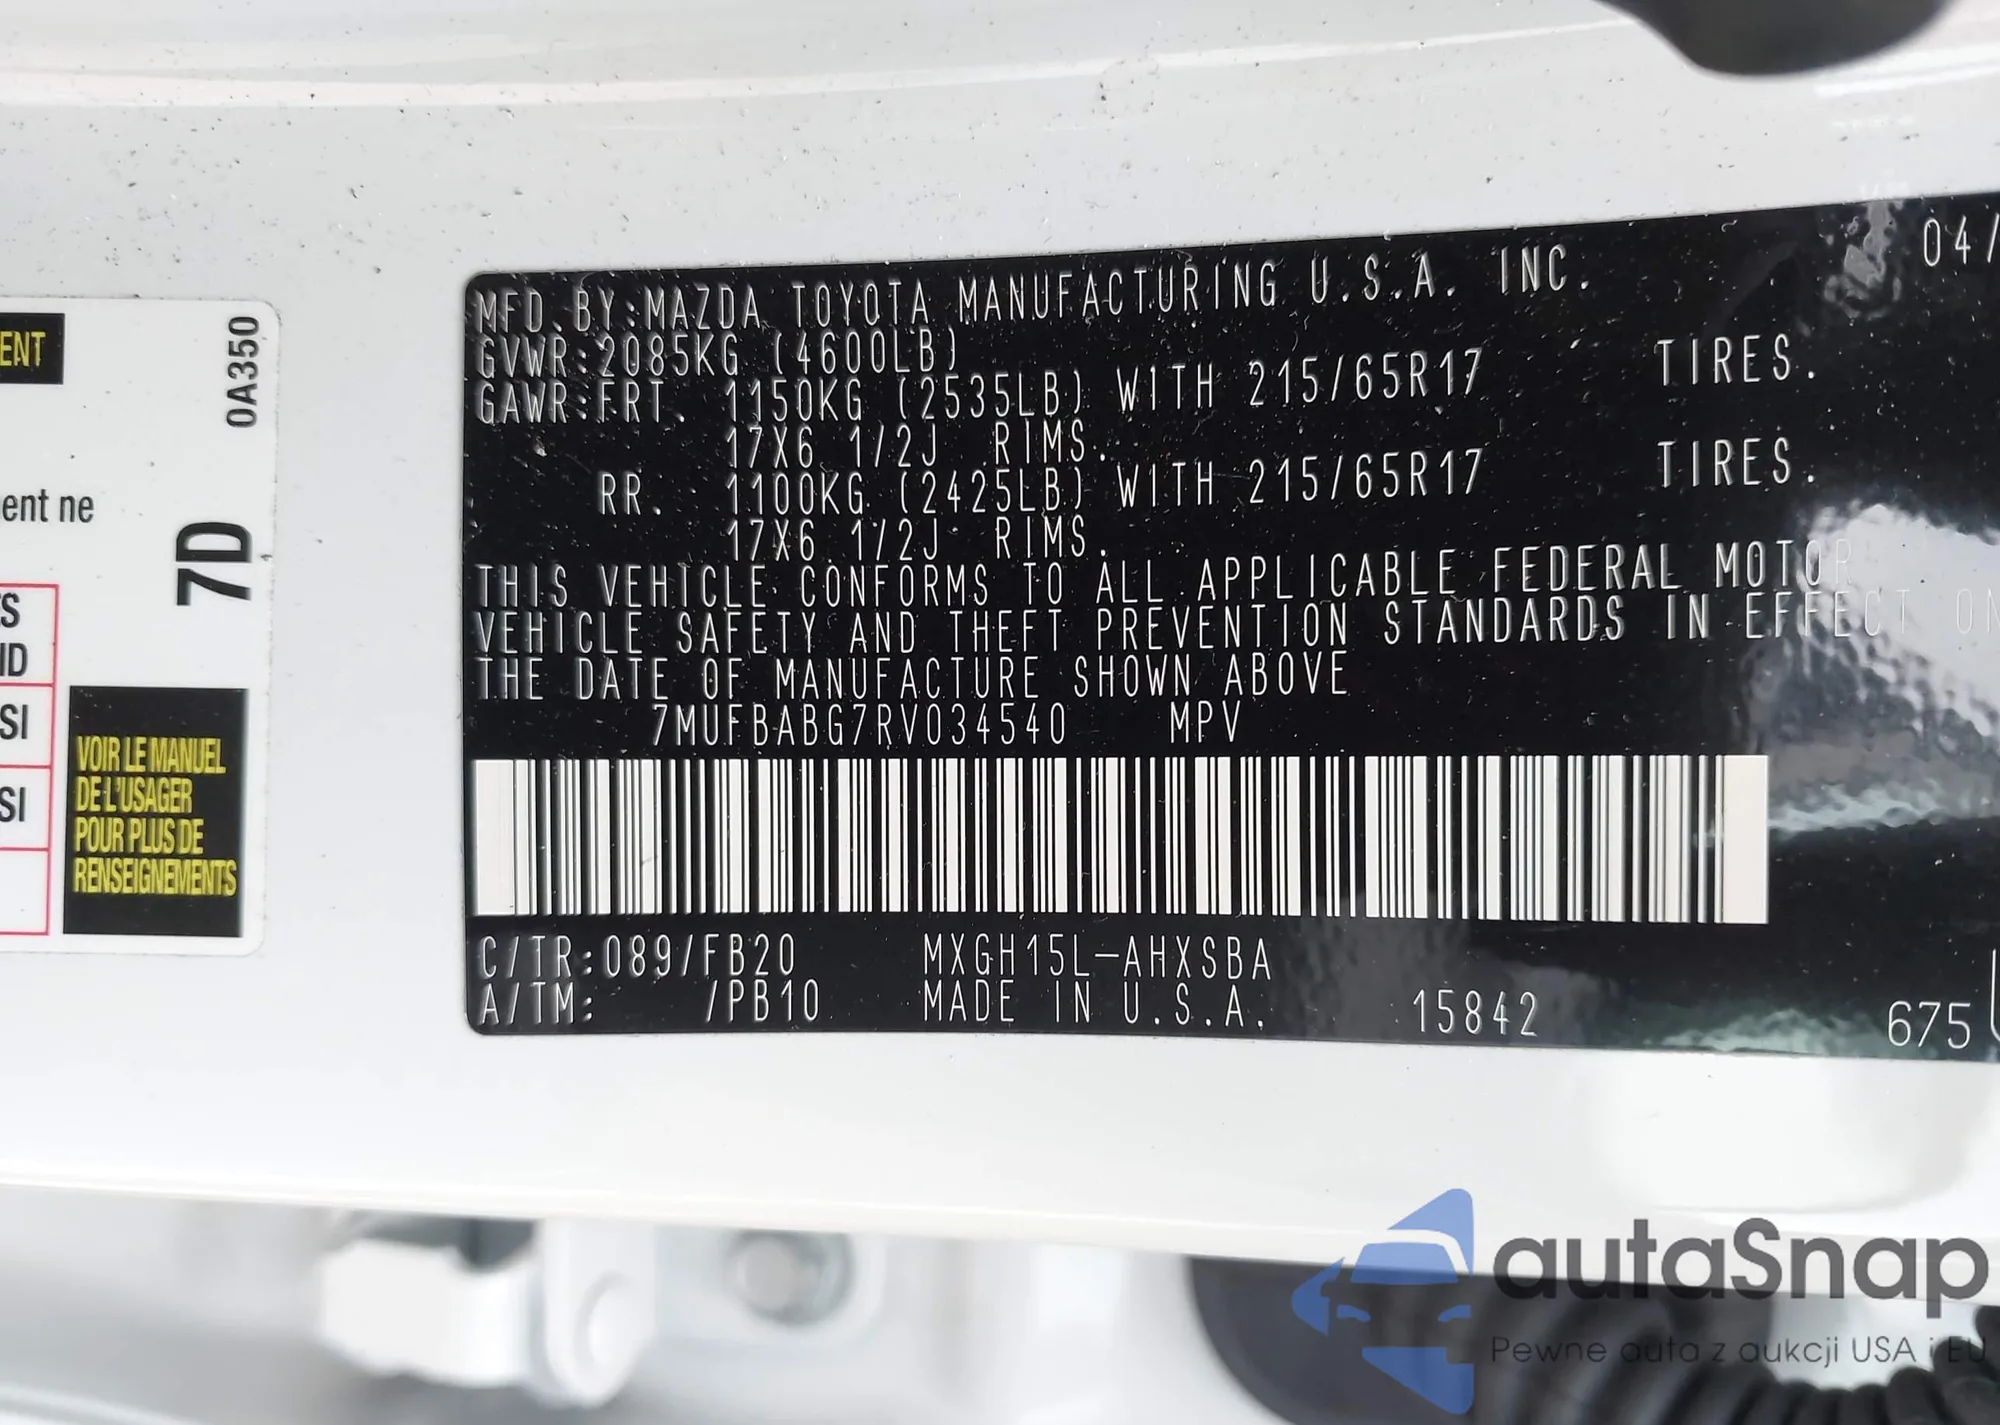 ENT
0A350
ent ne
7D
ID
SI
SI
VOIR LE MANUEL
DE L'USAGER
POUR PLUS DE
RENSEIGNEMENTS
04/
MFD.BY:MAZDA TOYOTA MANUFACTURING U.S.A. INC.
GVWR:2085KG (4600LB)
GAWR:FRT. 1150KG (2535LB) WITH 215/65R17 TIRES.
17X6 1/2J RIMS.
RR. 1100KG (2425LB) WITH 215/65R17 TIRES.
17X6 1/2J RIMS.
THIS VEHICLE CONFORMS TO ALL APPLICABLE FEDERAL MOTOR
VEHICLE SAFETY AND THEFT PREVENTION STANDARDS IN EFFECT ON
THE DATE OF MANUFACTURE SHOWN ABOVE
7MUFBABG7RV034540 MPV
C/TR:089/FB20 MXGH15L-AHXSBA
A/TM: /PB10 MADE IN U.S.A. 15842 675
autaSnap
Pewne auta z aukcji USA i EU